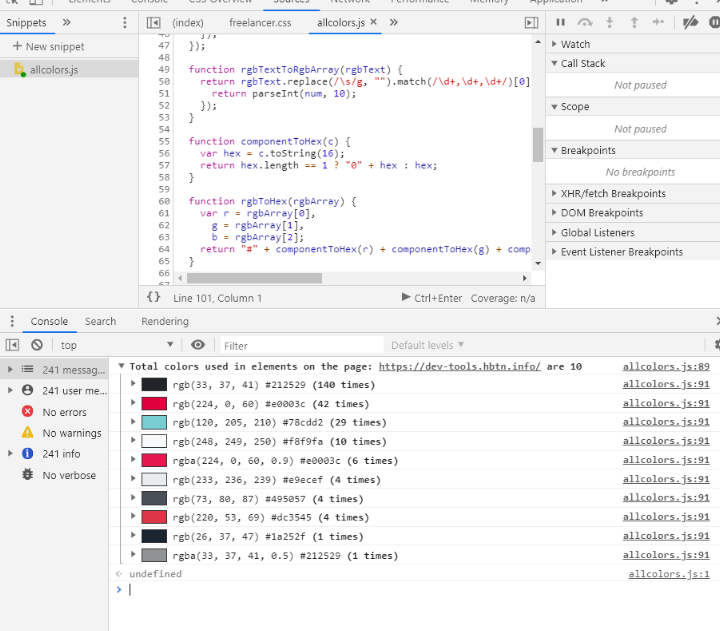 Elements Console CSS Overview Sources Network Performance Memory Application
Snippets » (index) freelancer.css allcolors.js × »
+ New snippet
allcolors.js
46 });
47 });
48
49 function rgbTextToRgbArray(rgbText) {
50 return rgbText.replace(/\s/g, "").match(/\d+,\d+,\d+/)[0]
51 return parseInt(num, 10);
52 });
53 }
54
55 function componentToHex(c) {
56 var hex = c.toString(16);
57 return hex.length == 1 ? "0" + hex : hex;
58 }
59
60 function rgbToHex(rgbArray) {
61 var r = rgbArray[0],
62 g = rgbArray[1],
63 b = rgbArray[2];
64 return "#" + componentToHex(r) + componentToHex(g) + comp
65 }
66
67
{} Line 101, Column 1 Ctrl+Enter Coverage: n/a
Watch
Call Stack
Not paused
Scope
Not paused
Breakpoints
No breakpoints
XHR/fetch Breakpoints
DOM Breakpoints
Global Listeners
Event Listener Breakpoints
Console Search Rendering
top Filter Default levels
241 messag...
241 user me...
No errors
No warnings
241 info
No verbose
Total colors used in elements on the page: https://dev-tools.hbtn.info/ are 10 allcolors.js:89
rgb(33, 37, 41) #212529 (140 times) allcolors.js:91
rgb(224, 0, 60) #e0003c (42 times) allcolors.js:91
rgb(120, 205, 210) #78cdd2 (29 times) allcolors.js:91
rgb(248, 249, 250) #f8f9fa (10 times) allcolors.js:91
rgba(224, 0, 60, 0.9) #e0003c (6 times) allcolors.js:91
rgb(233, 236, 239) #e9ecef (4 times) allcolors.js:91
rgb(73, 80, 87) #495057 (4 times) allcolors.js:91
rgb(220, 53, 69) #dc3545 (4 times) allcolors.js:91
rgb(26, 37, 47) #1a252f (1 times) allcolors.js:91
rgba(33, 37, 41, 0.5) #212529 (1 times) allcolors.js:91
undefined allcolors.js:1